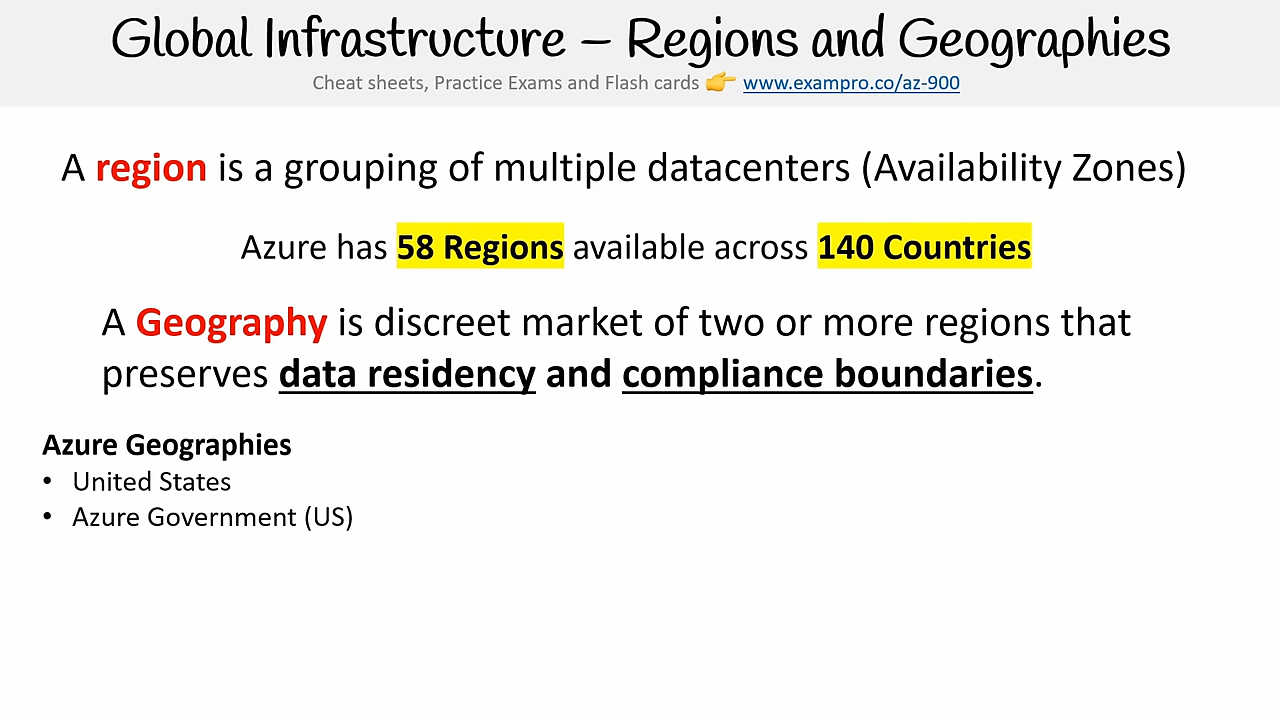 Global Infrastructure – Regions and Geographies
Cheat sheets, Practice Exams and Flash cards 👉 www.exampro.co/az-900
A region is a grouping of multiple datacenters (Availability Zones)
Azure has 58 Regions available across 140 Countries
A Geography is discreet market of two or more regions that
preserves data residency and compliance boundaries.
Azure Geographies
• United States
• Azure Government (US)